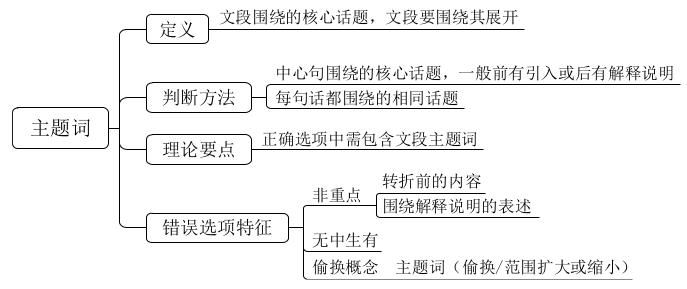 主题词
定义
文段围绕的核心话题，文段要围绕其展开
判断方法
中心句围绕的核心话题，一般前有引入或后有解释说明
每句话都围绕的相同话题
理论要点
正确选项中需包含文段主题词
错误选项特征
非重点
转折前的内容
围绕解释说明的表述
无中生有
偷换概念 主题词（偷换/范围扩大或缩小）